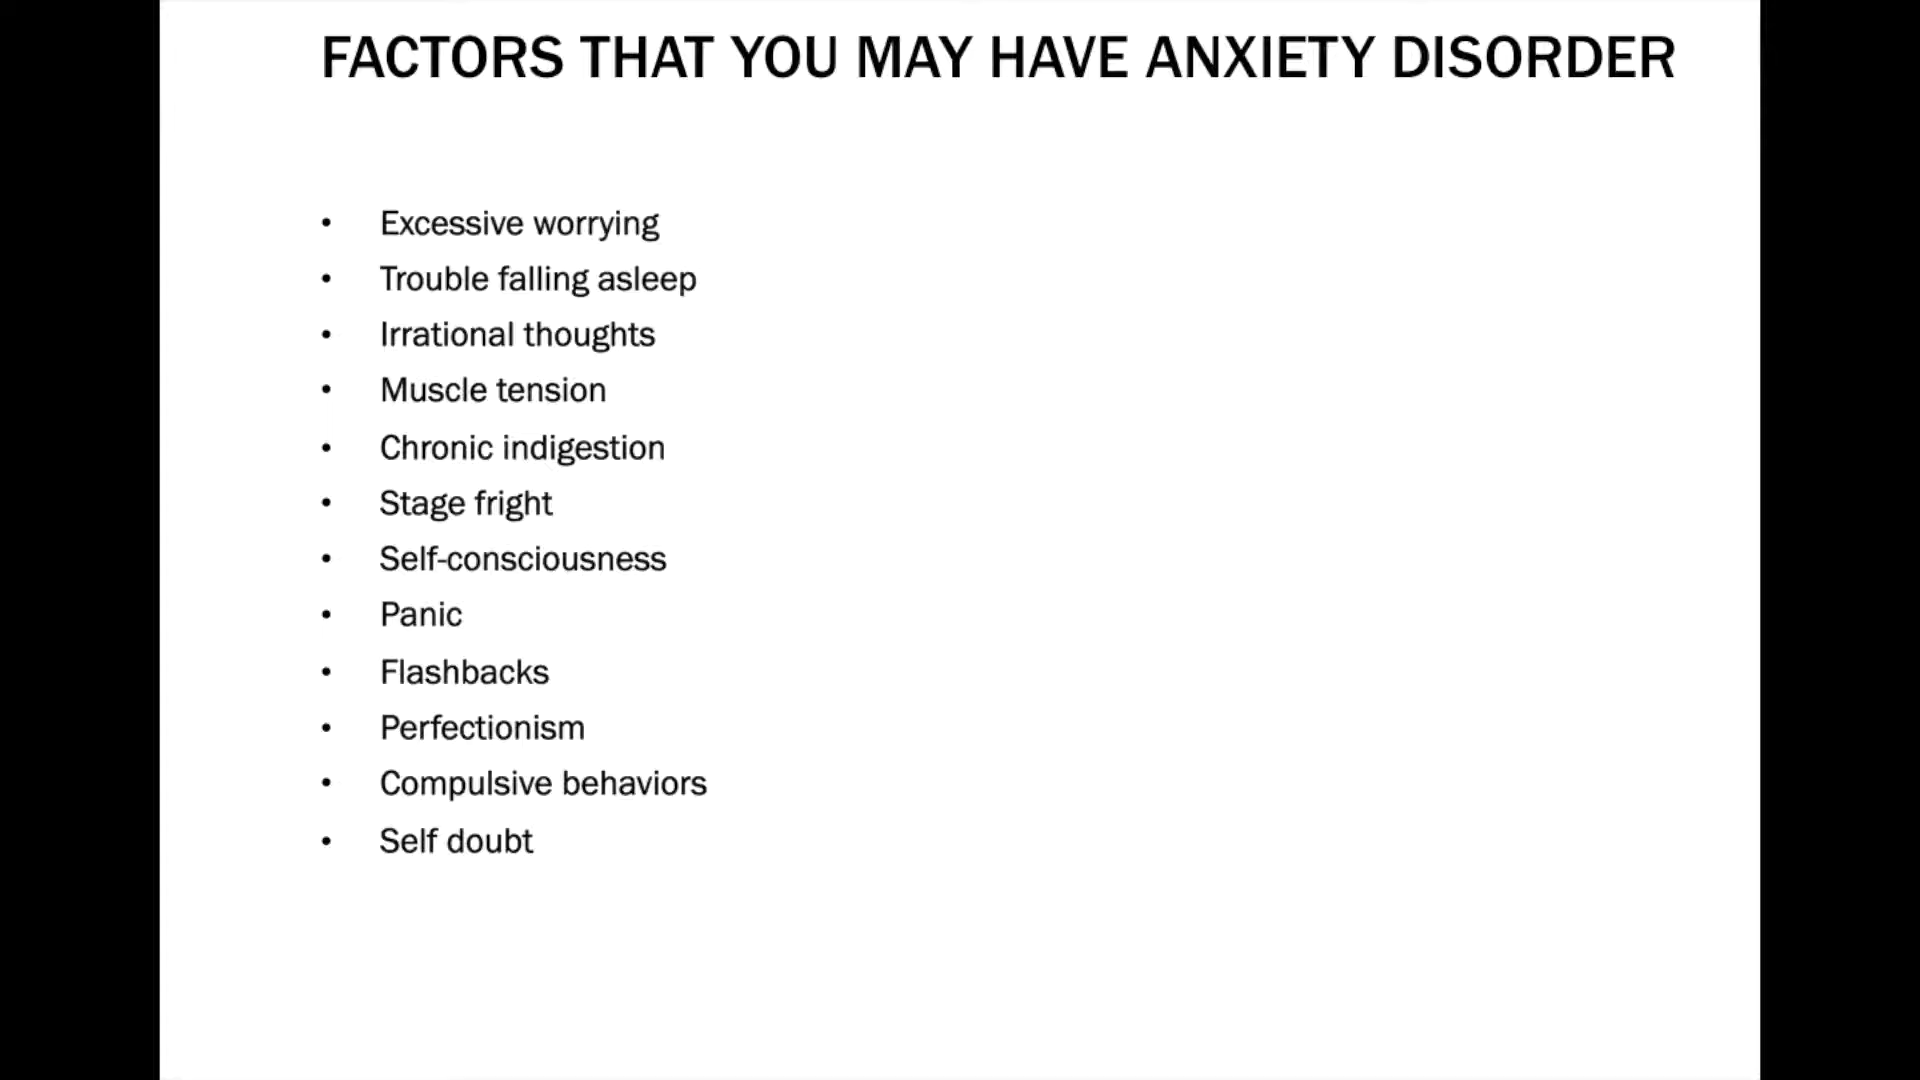 FACTORS THAT YOU MAY HAVE ANXIETY DISORDER
• Excessive worrying
• Trouble falling asleep
• Irrational thoughts
• Muscle tension
• Chronic indigestion
• Stage fright
• Self-consciousness
• Panic
• Flashbacks
• Perfectionism
• Compulsive behaviors
• Self doubt